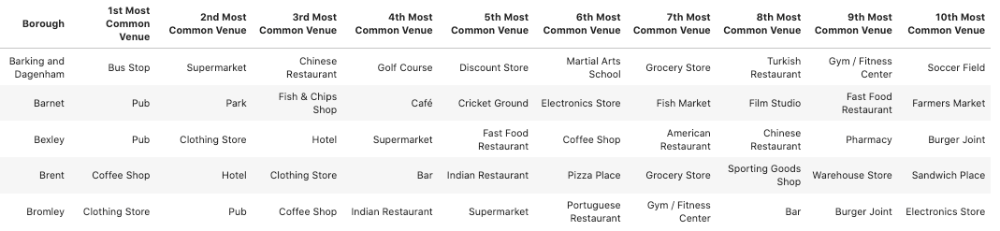 Borough 1st Most Common Venue 2nd Most Common Venue 3rd Most Common Venue 4th Most Common Venue 5th Most Common Venue 6th Most Common Venue 7th Most Common Venue 8th Most Common Venue 9th Most Common Venue 10th Most Common Venue
Barking and Dagenham Bus Stop Supermarket Chinese Restaurant Golf Course Discount Store Martial Arts School Grocery Store Turkish Restaurant Gym / Fitness Center Soccer Field
Barnet Pub Park Fish & Chips Shop Café Cricket Ground Electronics Store Fish Market Film Studio Fast Food Restaurant Farmers Market
Bexley Pub Clothing Store Hotel Supermarket Fast Food Restaurant Coffee Shop American Restaurant Chinese Restaurant Pharmacy Burger Joint
Brent Coffee Shop Hotel Clothing Store Bar Indian Restaurant Pizza Place Grocery Store Sporting Goods Shop Warehouse Store Sandwich Place
Bromley Clothing Store Pub Coffee Shop Indian Restaurant Supermarket Portuguese Restaurant Gym / Fitness Center Bar Burger Joint Electronics Store